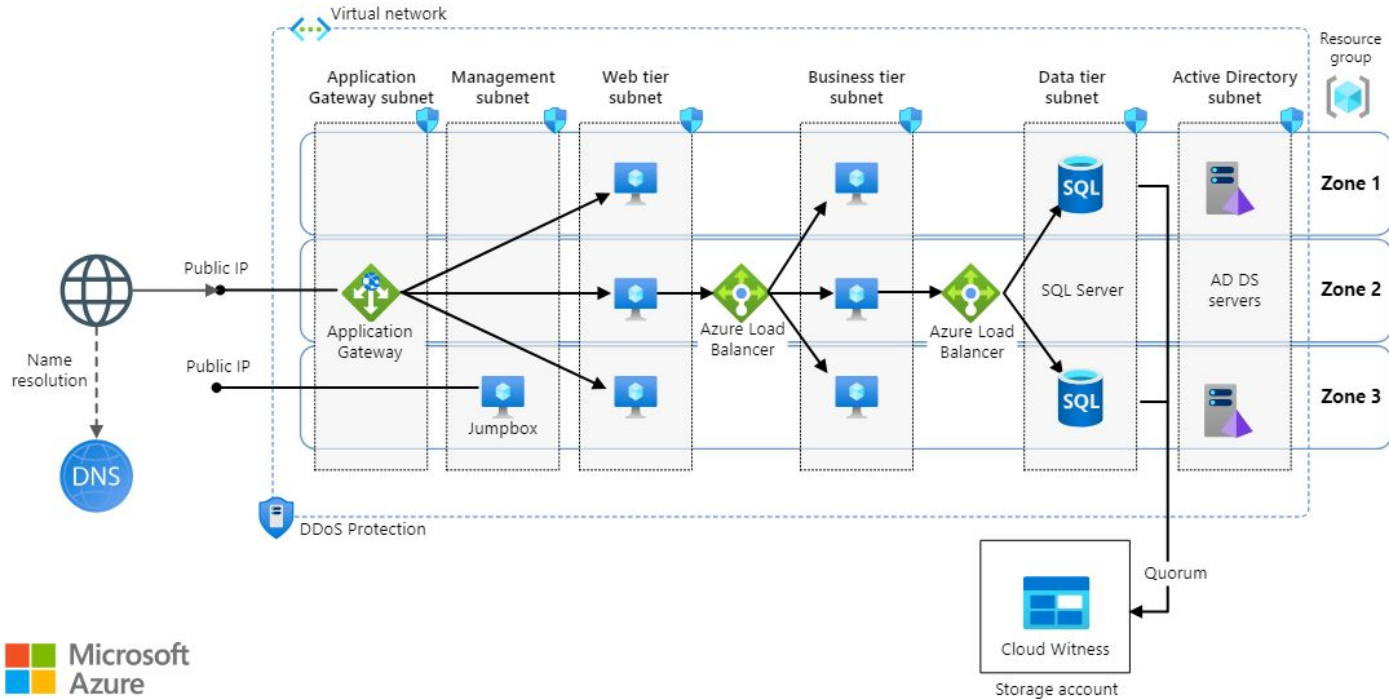 Virtual network
Resource
group
Application
Gateway subnet
Management
subnet
Web tier
subnet
Business tier
subnet
Data tier
subnet
Active Directory
subnet
SQL
Zone 1
Public IP
Application
Gateway
Azure Load
Balancer
Azure Load
Balancer
SQL Server
AD DS
servers
Zone 2
Name
resolution
Public IP
Jumpbox
SQL
Zone 3
DNS
DDoS Protection
Quorum
Cloud Witness
Storage account
Microsoft
Azure